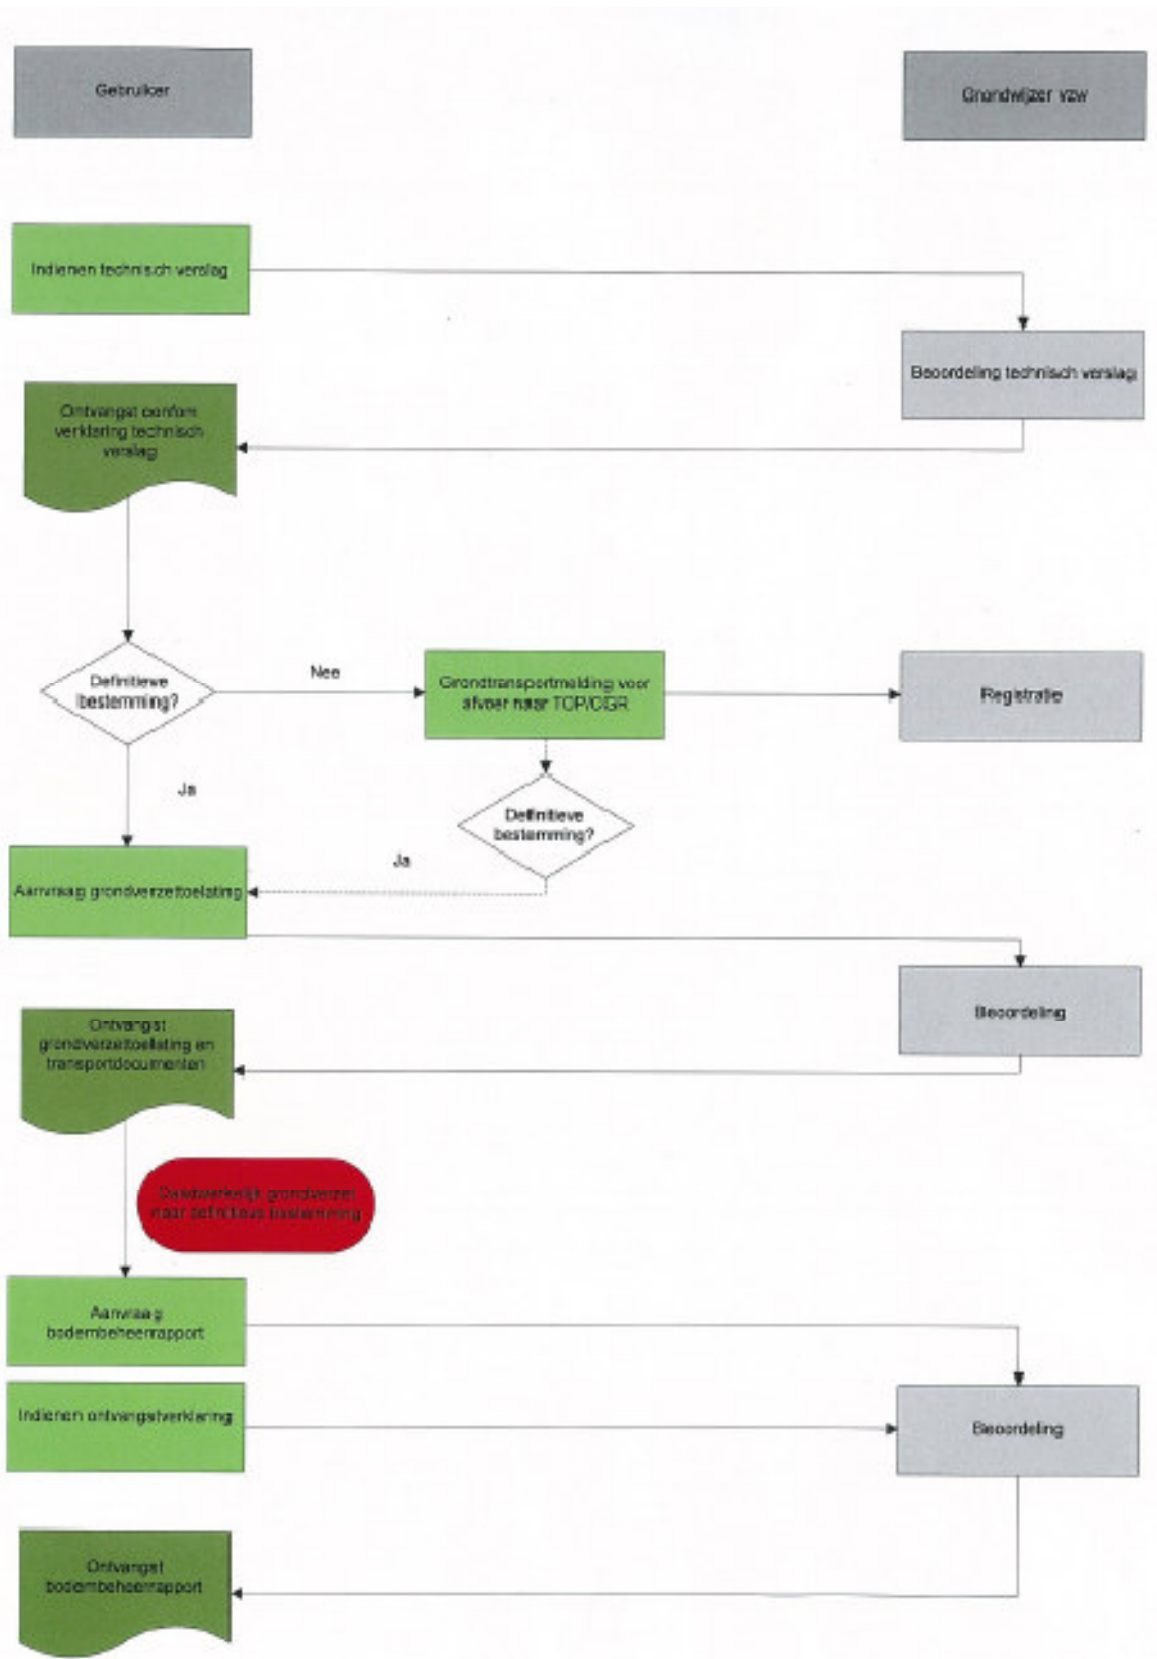 Gebruiker
Grondwijzer vzw
Indienen technisch verslag
Beoordeling technisch verslag
Ontvangst conform
verklaring technisch
verslag
Definitieve
bestemming?
Nee
Grondtransportmelding voor
afvoer naar TOP/CGR
Registratie
Ja
Definitieve
bestemming?
Ja
Aanvraag grondverzettoelating
Beoordeling
Ontvangst
grondverzettoelating en
transportdocumenten
Daadwerkelijk grondverzet
naar definitieve bestemming
Aanvraag
bodembeheerrapport
Indienen ontvangstverklaring
Beoordeling
Ontvangst
bodembeheerrapport